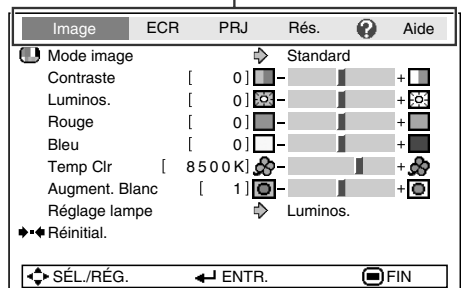 Image ECR PRJ Rés. ? Aide
Mode image Standard
Contraste [ 0] - +
Luminos. [ 0] - +
Rouge [ 0] - +
Bleu [ 0] - +
Temp Clr [ 8500K] - +
Augment. Blanc [ 1] - +
Réglage lampe Luminos.
Réinitial.
SÉL./RÉG. ENTR. FIN